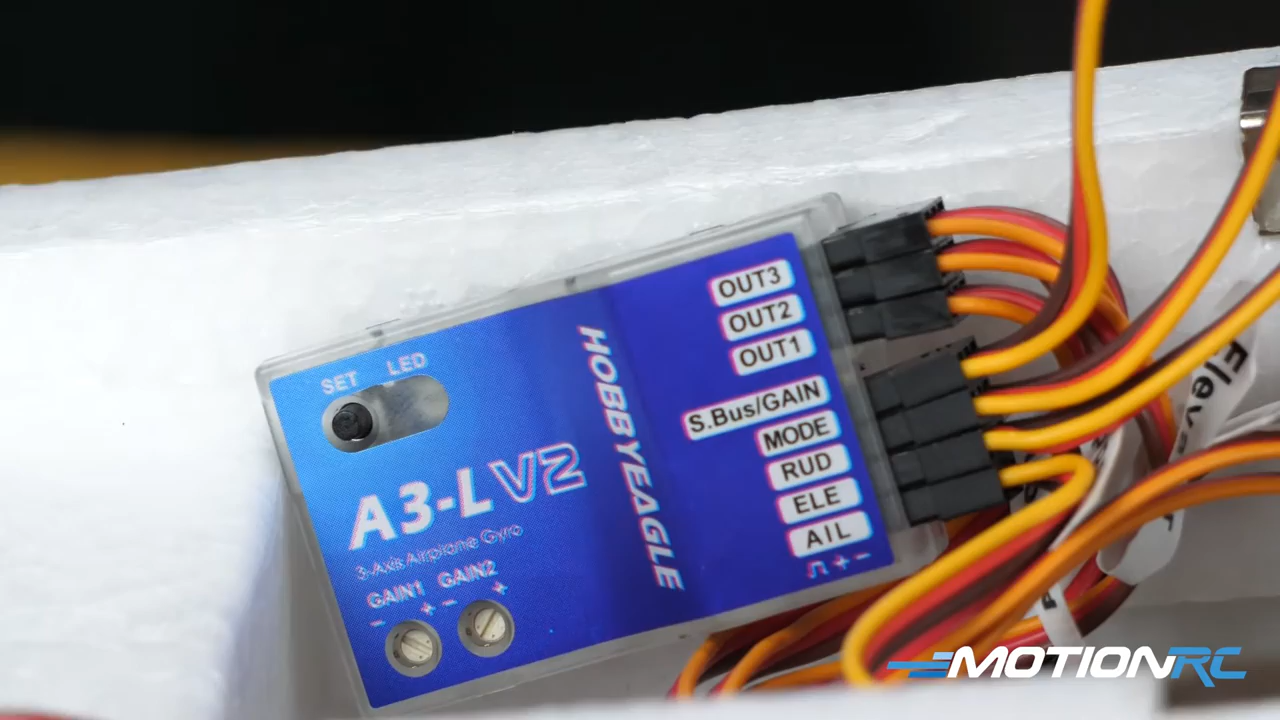 OUT3
OUT2
OUT1
S.Bus/GAIN
MODE
RUD
ELE
AIL
SET LED
HOBBYEAGLE
A3-L V2
3-Axis Airplane Gyro
GAIN1 GAIN2
- + - +
MOTIONRC